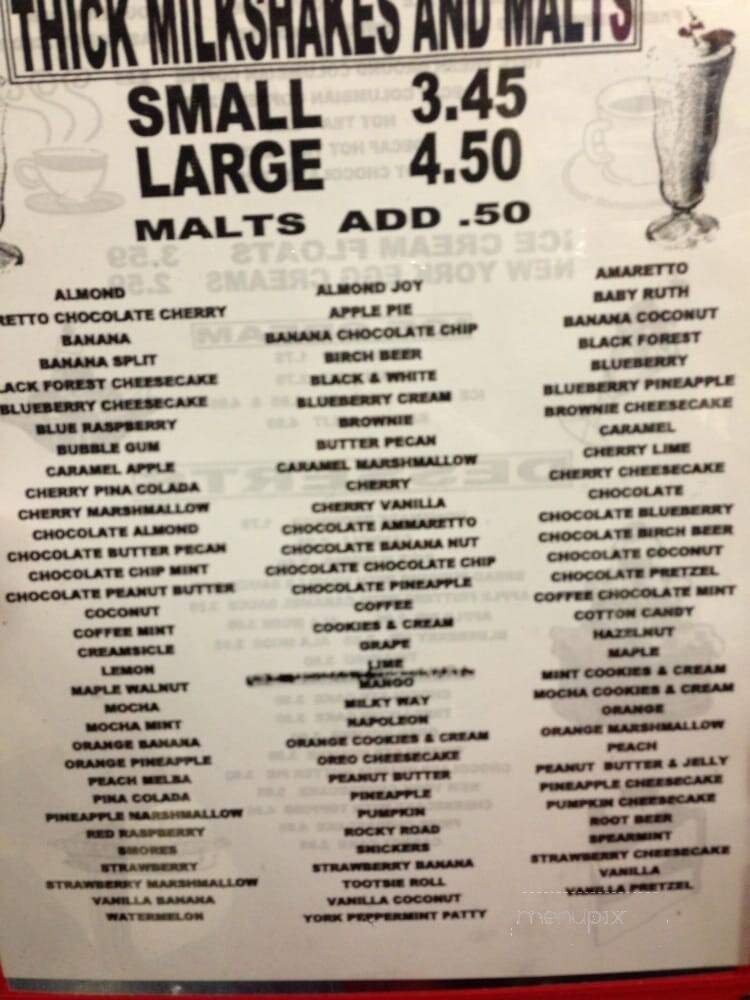 THICK MILKSHAKES AND MALTS
SMALL 3.45
LARGE 4.50
MALTS ADD .50
ALMOND ALMOND JOY AMARETTO
RETTO CHOCOLATE CHERRY APPLE PIE BABY RUTH
BANANA BANANA CHOCOLATE CHIP BANANA COCONUT
BANANA SPLIT BIRCH BEER BLACK FOREST
LACK FOREST CHEESECAKE BLACK & WHITE BLUEBERRY
BLUEBERRY CHEESECAKE BLUEBERRY CREAM BLUEBERRY PINEAPPLE
BLUE RASPBERRY BROWNIE BROWNIE CHEESECAKE
BUBBLE GUM BUTTER PECAN CARAMEL
CARAMEL APPLE CARAMEL MARSHMALLOW CHERRY LIME
CHERRY PINA COLADA CHERRY CHERRY CHEESECAKE
CHERRY MARSHMALLOW CHERRY VANILLA CHOCOLATE
CHOCOLATE ALMOND CHOCOLATE AMMARETTO CHOCOLATE BLUEBERRY
CHOCOLATE BUTTER PECAN CHOCOLATE BANANA NUT CHOCOLATE BIRCH BEER
CHOCOLATE CHIP MINT CHOCOLATE CHOCOLATE CHIP CHOCOLATE COCONUT
CHOCOLATE PEANUT BUTTER CHOCOLATE PINEAPPLE CHOCOLATE PRETZEL
COCONUT COFFEE COFFEE CHOCOLATE MINT
COFFEE MINT COOKIES & CREAM COTTON CANDY
CREAMSICLE GRAPE HAZELNUT
LEMON LIME MAPLE
MAPLE WALNUT MANGO MINT COOKIES & CREAM
MOCHA MILKY WAY MOCHA COOKIES & CREAM
MOCHA MINT NAPOLEON ORANGE
ORANGE BANANA ORANGE COOKIES & CREAM ORANGE MARSHMALLOW
ORANGE PINEAPPLE OREO CHEESECAKE PEACH
PEACH MELBA PEANUT BUTTER PEANUT BUTTER & JELLY
PINA COLADA PINEAPPLE PINEAPPLE CHEESECAKE
PINEAPPLE MARSHMALLOW PUMPKIN PUMPKIN CHEESECAKE
RED RASPBERRY ROCKY ROAD ROOT BEER
SMORES SNICKERS SPEARMINT
STRAWBERRY STRAWBERRY BANANA STRAWBERRY CHEESECAKE
STRAWBERRY MARSHMALLOW TOOTSIE ROLL VANILLA
VANILLA BANANA VANILLA COCONUT VANILLA PRETZEL
WATERMELON YORK PEPPERMINT PATTY
menupix